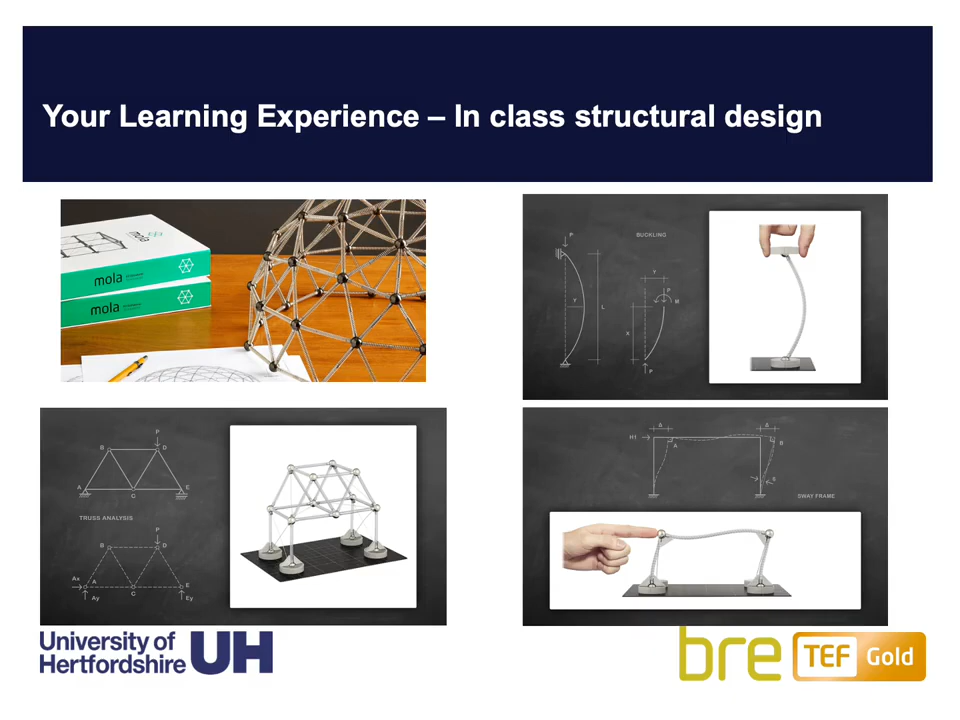 Your Learning Experience – In class structural design
mola
mola
mola
P
BUCKLING
Y
L
Y
P
M
X
P
P
B
D
A
C
E
TRUSS ANALYSIS
P
B
D
Ax
A
C
E
Ay
Ey
Δ
Δ
H1
A
B
SWAY FRAME
University of
Hertfordshire
UH
bre
TEF
Gold